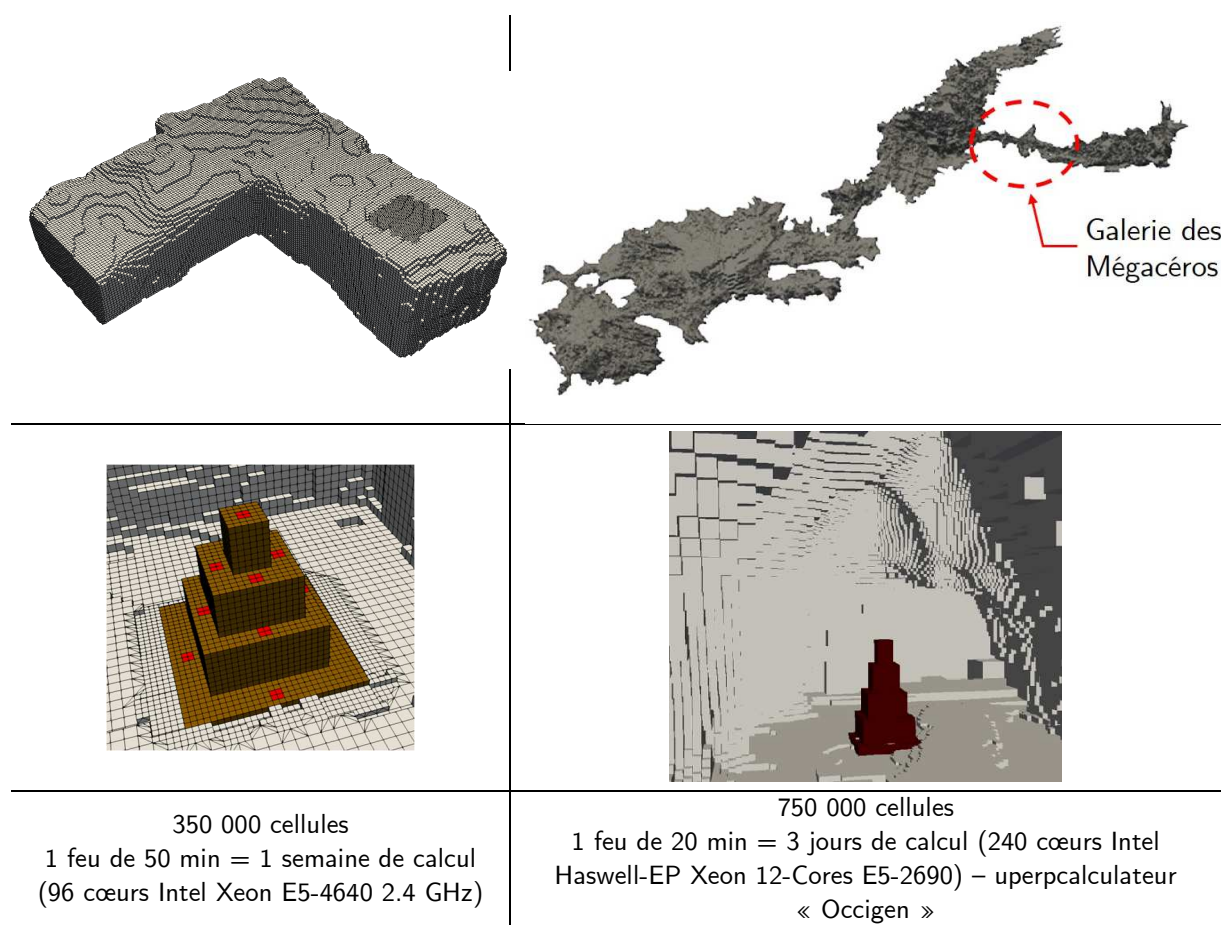 Galerie des
Mégacéros
350 000 cellules
1 feu de 50 min = 1 semaine de calcul
(96 cœurs Intel Xeon E5-4640 2.4 GHz)
750 000 cellules
1 feu de 20 min = 3 jours de calcul (240 cœurs Intel
Haswell-EP Xeon 12-Cores E5-2690) – uperpcalculateur
« Occigen »